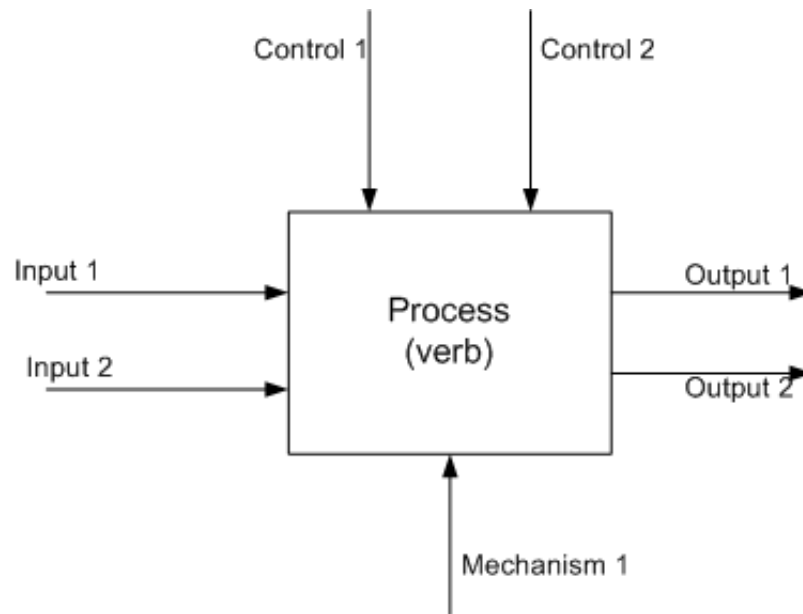 Control 1
Control 2
Input 1
Output 1
Process
(verb)
Input 2
Output 2
Mechanism 1